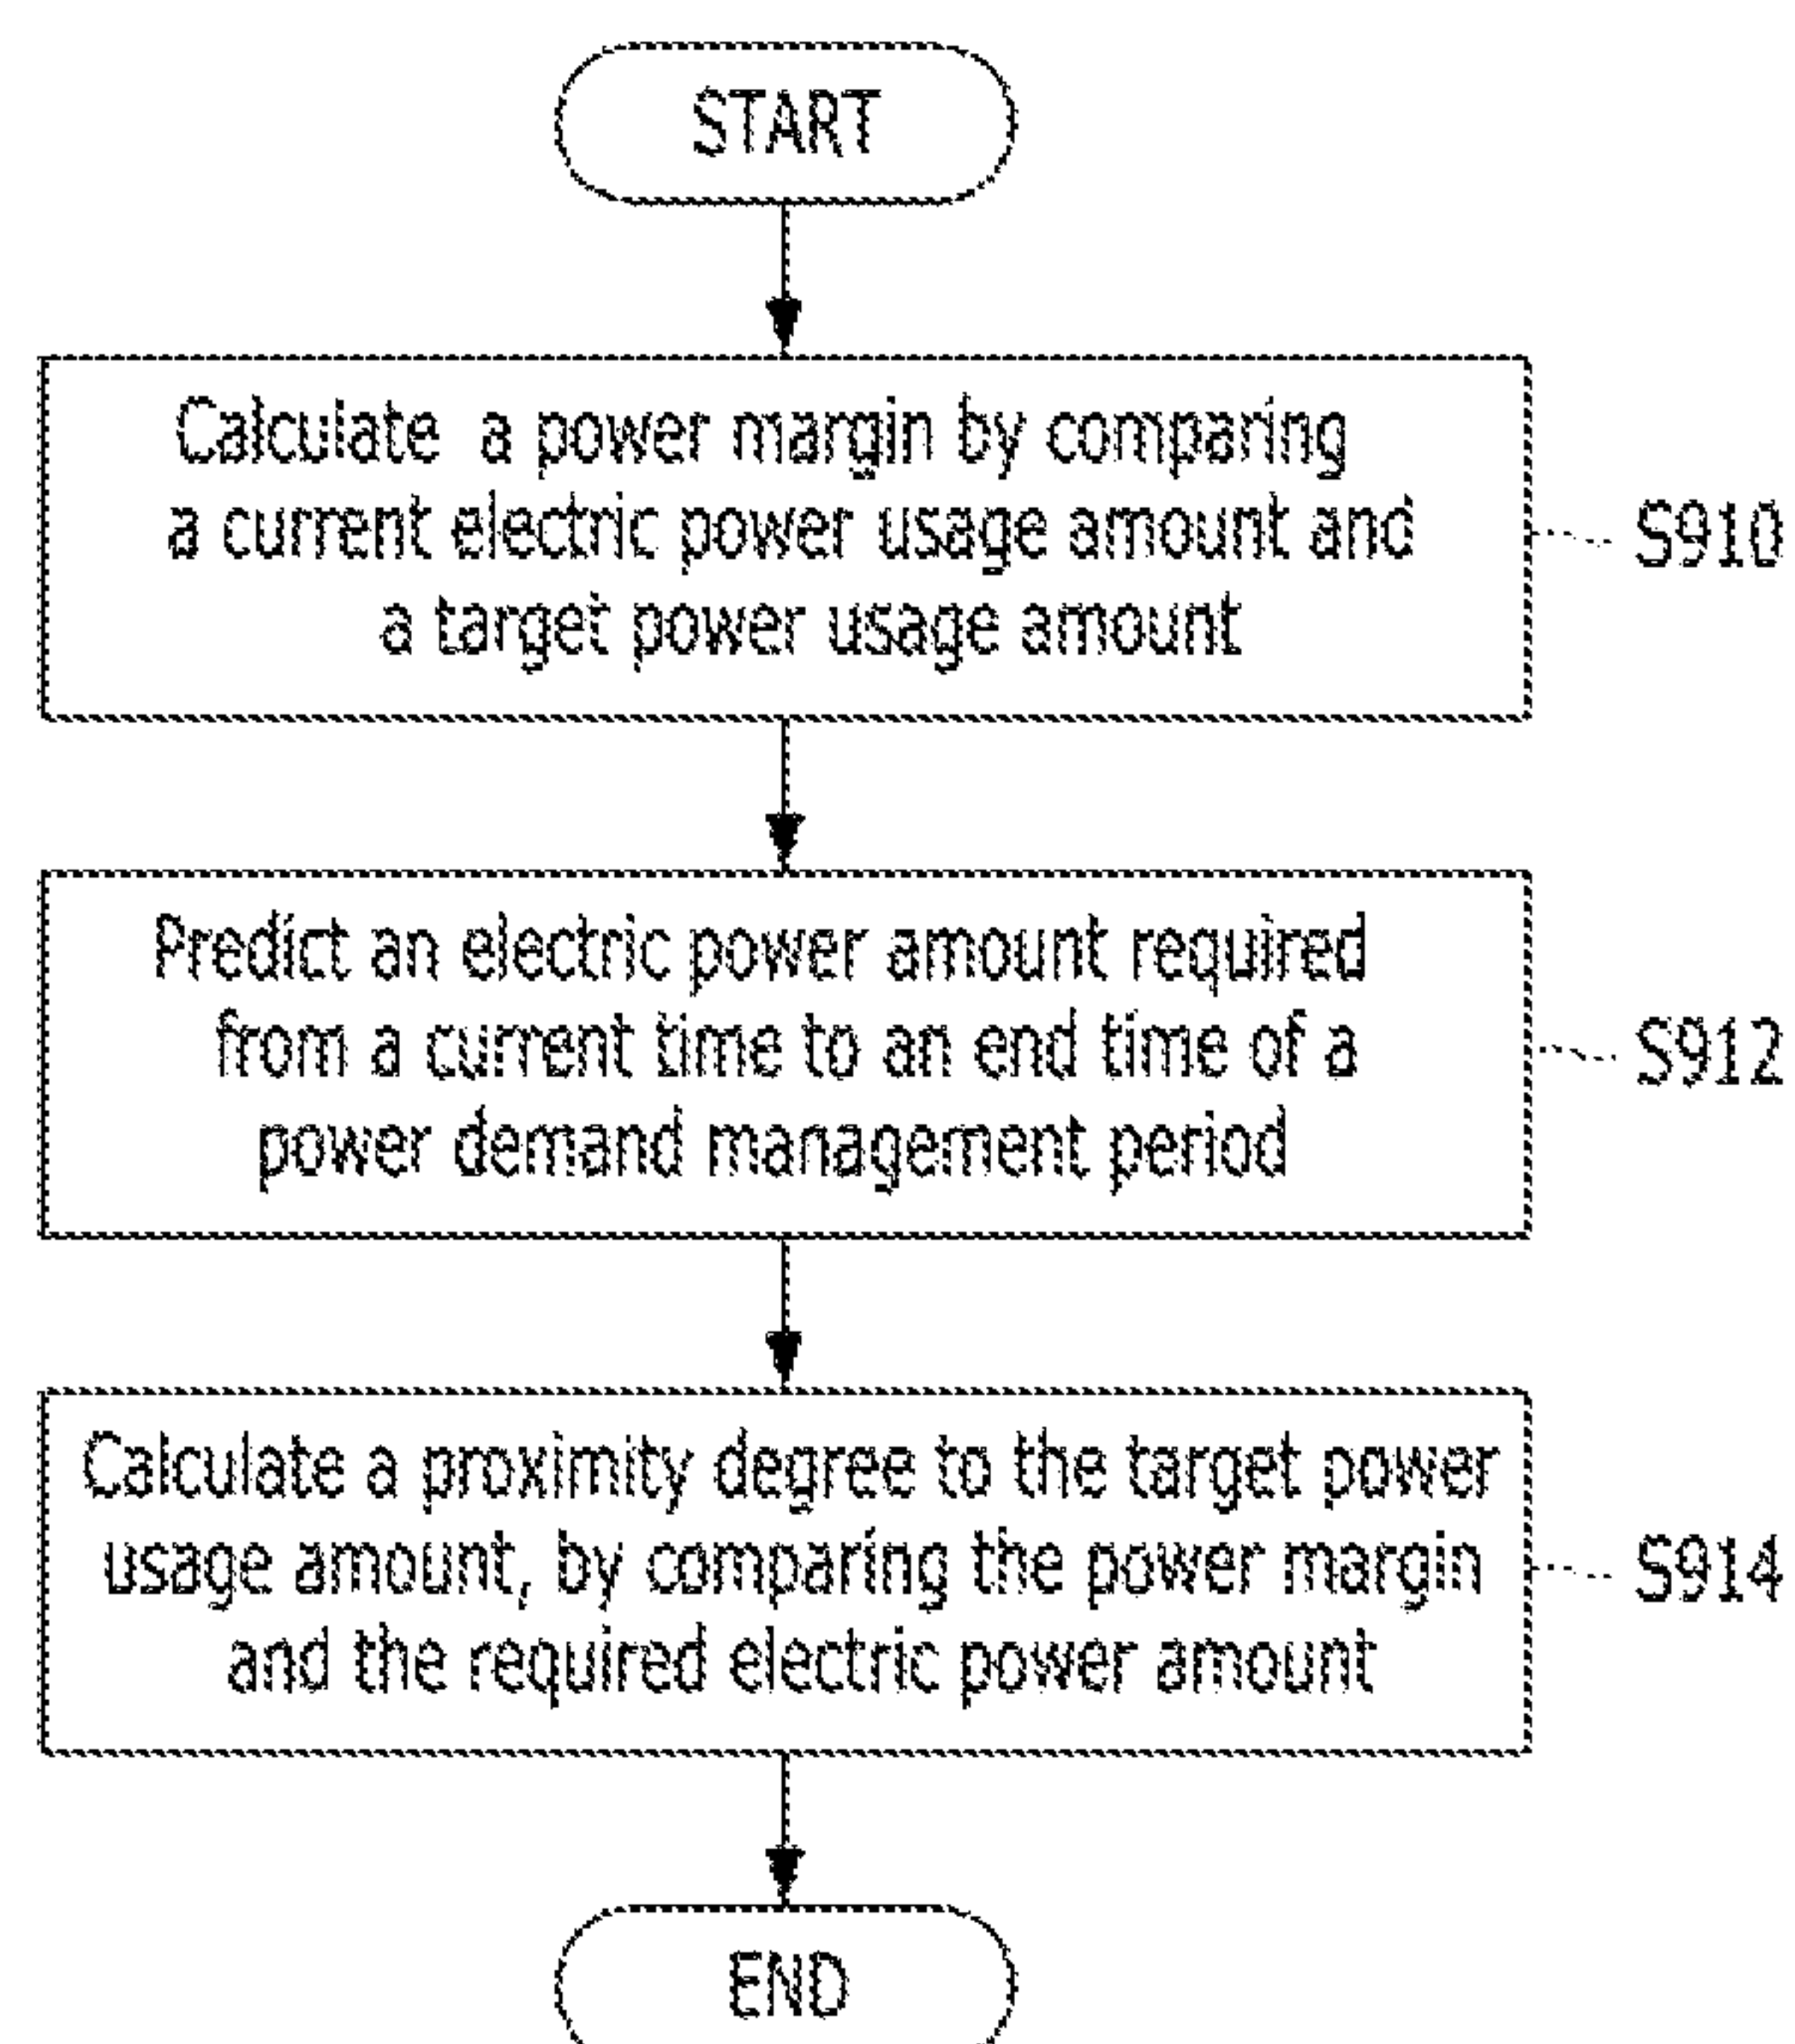 START
Calculate a power margin by comparing
a current electric power usage amount and
a target power usage amount
S910
Predict an electric power amount required
from a current time to an end time of a
power demand management period
S912
Calculate a proximity degree to the target power
usage amount, by comparing the power margin
and the required electric power amount
S914
END